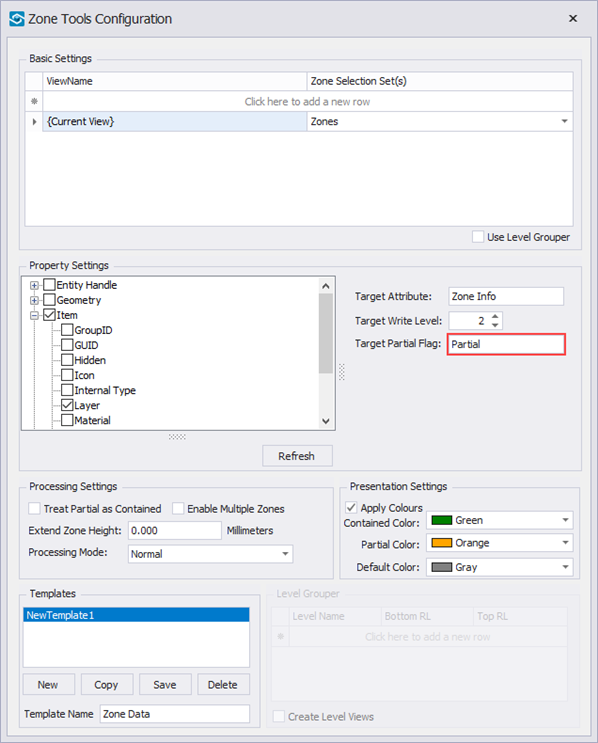 Zone Tools Configuration
Basic Settings
ViewName Zone Selection Set(s)
Click here to add a new row
{Current View} Zones
Use Level Grouper
Property Settings
Entity Handle
Geometry
Item
GroupID
GUID
Hidden
Icon
Internal Type
Layer
Material
Target Attribute: Zone Info
Target Write Level: 2
Target Partial Flag: Partial
Refresh
Processing Settings
Treat Partial as Contained Enable Multiple Zones
Extend Zone Height: 0.000 Millimeters
Processing Mode: Normal
Presentation Settings
Apply Colours
Contained Color: Green
Partial Color: Orange
Default Color: Gray
Templates
NewTemplate1
New Copy Save Delete
Template Name Zone Data
Level Grouper
Level Name Bottom RL Top RL
Click here to add a new row
Create Level Views